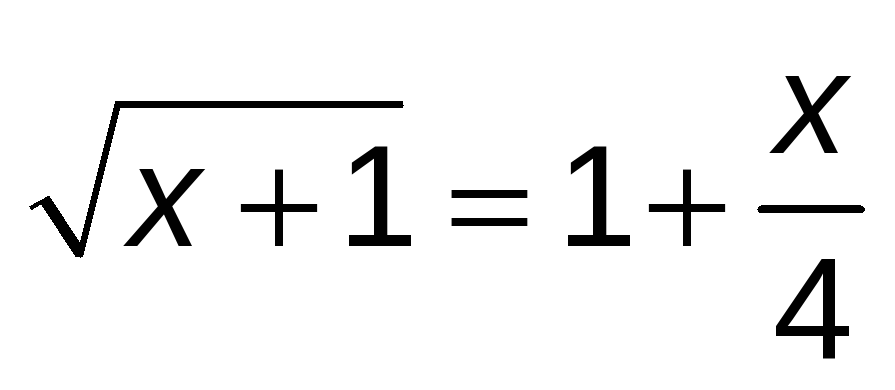 √x + 1 = 1 + x/4